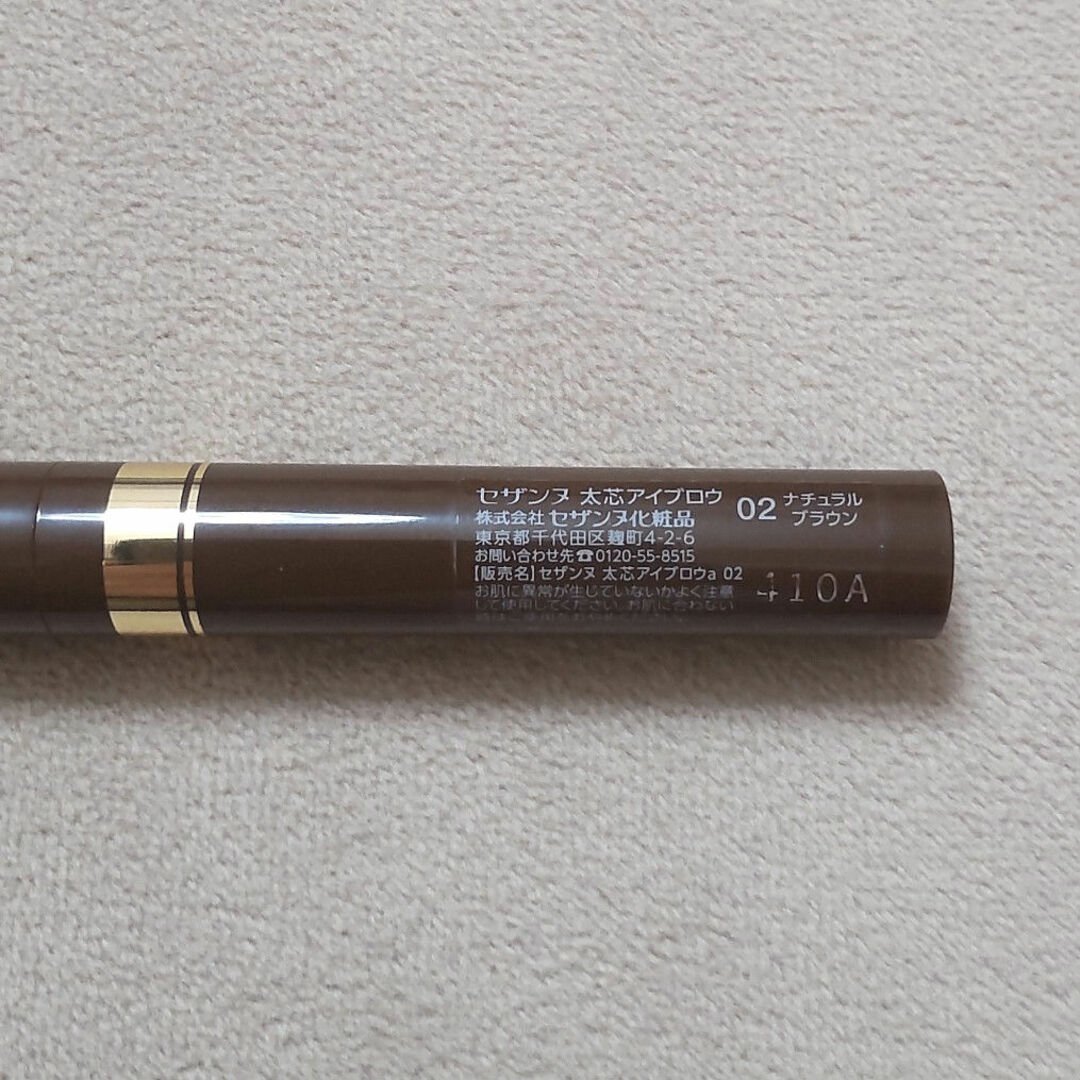 セザンヌ 太芯アイブロウ
株式会社 セザンヌ化粧品
東京都千代田区麹町4-2-6
お問い合わせ先☎0120-55-8515
【販売名】セザンヌ 太芯アイブロウa 02
お肌に異常が生じていないかよく注意
して使用してください。お肌に合わない
02 ナチュラル
ブラウン
410A